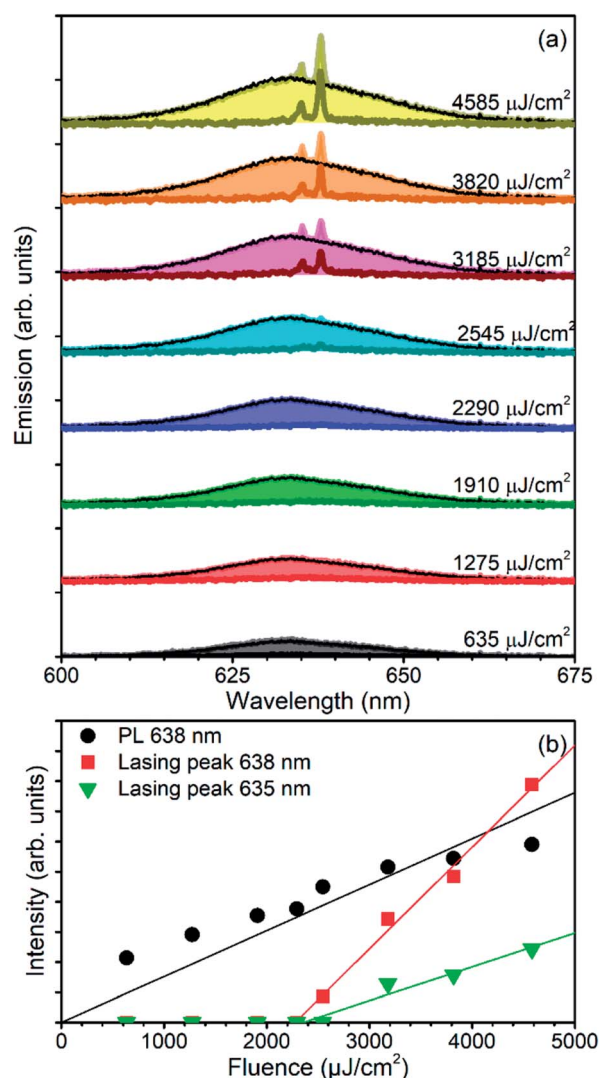 (a)
4585 μJ/cm²
3820 μJ/cm²
3185 μJ/cm²
2545 μJ/cm²
2290 μJ/cm²
1910 μJ/cm²
1275 μJ/cm²
635 μJ/cm²
Emission (arb. units)
600 625 650 675
Wavelength (nm)
(b)
PL 638 nm
Lasing peak 638 nm
Lasing peak 635 nm
Intensity (arb. units)
0 1000 2000 3000 4000 5000
Fluence (μJ/cm²)